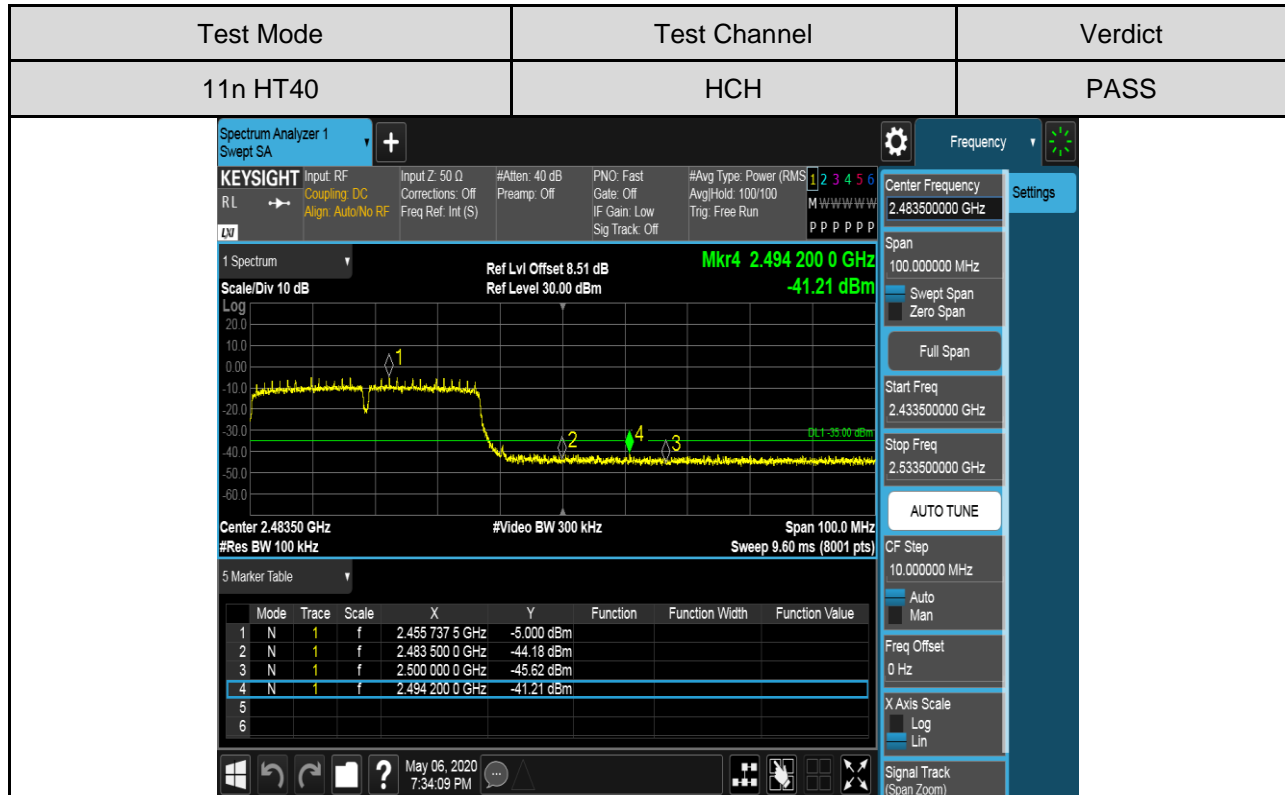 Test Mode Test Channel Verdict
11n HT40 HCH PASS
Spectrum Analyzer 1
Swept SA
+
Frequency
KEYSIGHT
RL
LXI
Input: RF
Coupling: DC
Align: Auto/No RF
Input Z: 50 Ω
Corrections: Off
Freq Ref: Int (S)
#Atten: 40 dB
Preamp: Off
PNO: Fast
Gate: Off
IF Gain: Low
Sig Track: Off
#Avg Type: Power (RMS
Avg|Hold: 100/100
Trig: Free Run
1 2 3 4 5 6
M W W W W W
P P P P P P
1 Spectrum
Scale/Div 10 dB
Ref Lvl Offset 8.51 dB
Ref Level 30.00 dBm
Mkr4 2.494 200 0 GHz
-41.21 dBm
Log
20.0
10.0
0.00
-10.0
-20.0
-30.0
-40.0
-50.0
-60.0
1
2
4
3
DL1 -35.00 dBm
Center 2.48350 GHz
#Res BW 100 kHz
#Video BW 300 kHz
Span 100.0 MHz
Sweep 9.60 ms (8001 pts)
5 Marker Table
Mode Trace Scale X Y Function Function Width Function Value
1 N 1 f 2.455 737 5 GHz -5.000 dBm
2 N 1 f 2.483 500 0 GHz -44.18 dBm
3 N 1 f 2.500 000 0 GHz -45.62 dBm
4 N 1 f 2.494 200 0 GHz -41.21 dBm
5
6
?
May 06, 2020
7:34:09 PM
Center Frequency
2.483500000 GHz
Settings
Span
100.000000 MHz
Swept Span
Zero Span
Full Span
Start Freq
2.433500000 GHz
Stop Freq
2.533500000 GHz
AUTO TUNE
CF Step
10.000000 MHz
Auto
Man
Freq Offset
0 Hz
X Axis Scale
Log
Lin
Signal Track
(Span Zoom)